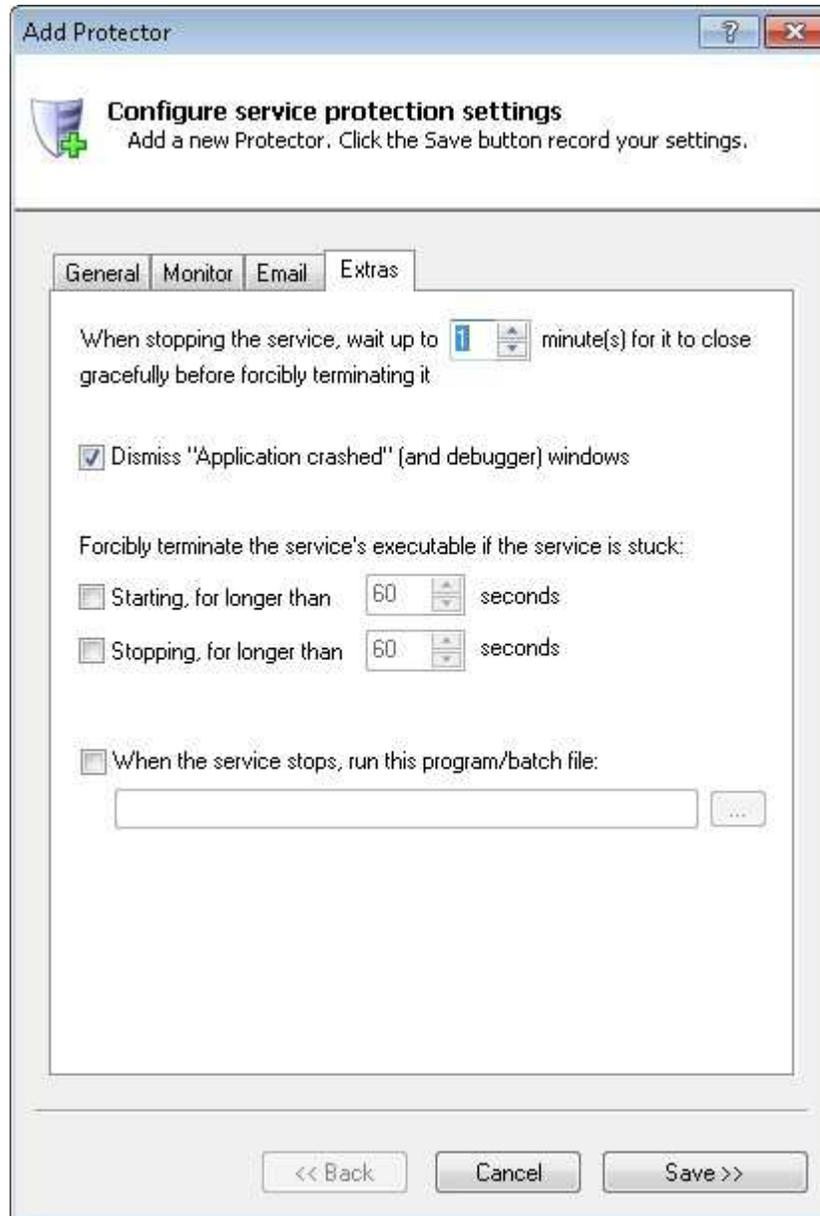 Add Protector
Configure service protection settings
Add a new Protector. Click the Save button record your settings.
General Monitor Email Extras
When stopping the service, wait up to 1 minute(s) for it to close
gracefully before forcibly terminating it
Dismiss "Application crashed" (and debugger) windows
Forcibly terminate the service's executable if the service is stuck:
Starting, for longer than 60 seconds
Stopping, for longer than 60 seconds
When the service stops, run this program/batch file:
...
<< Back Cancel Save >>